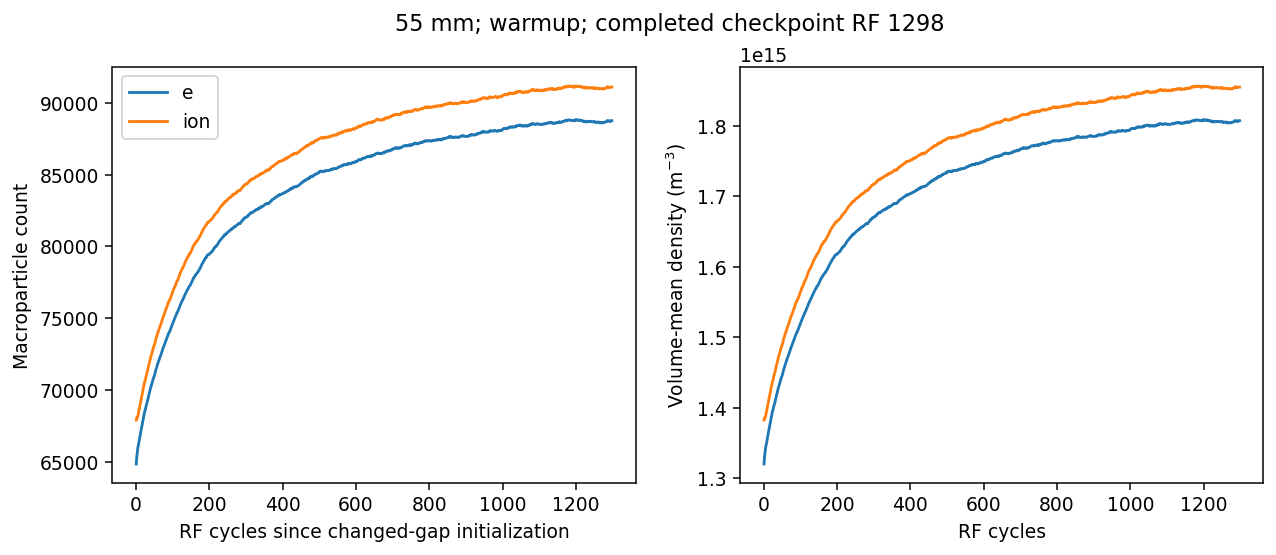 55 mm; warmup; completed checkpoint RF 1298
e
ion
Macroparticle count
90000
85000
80000
75000
70000
65000
0 200 400 600 800 1000 1200
RF cycles since changed-gap initialization
1e15
Volume-mean density (m⁻³)
1.8
1.7
1.6
1.5
1.4
1.3
0 200 400 600 800 1000 1200
RF cycles